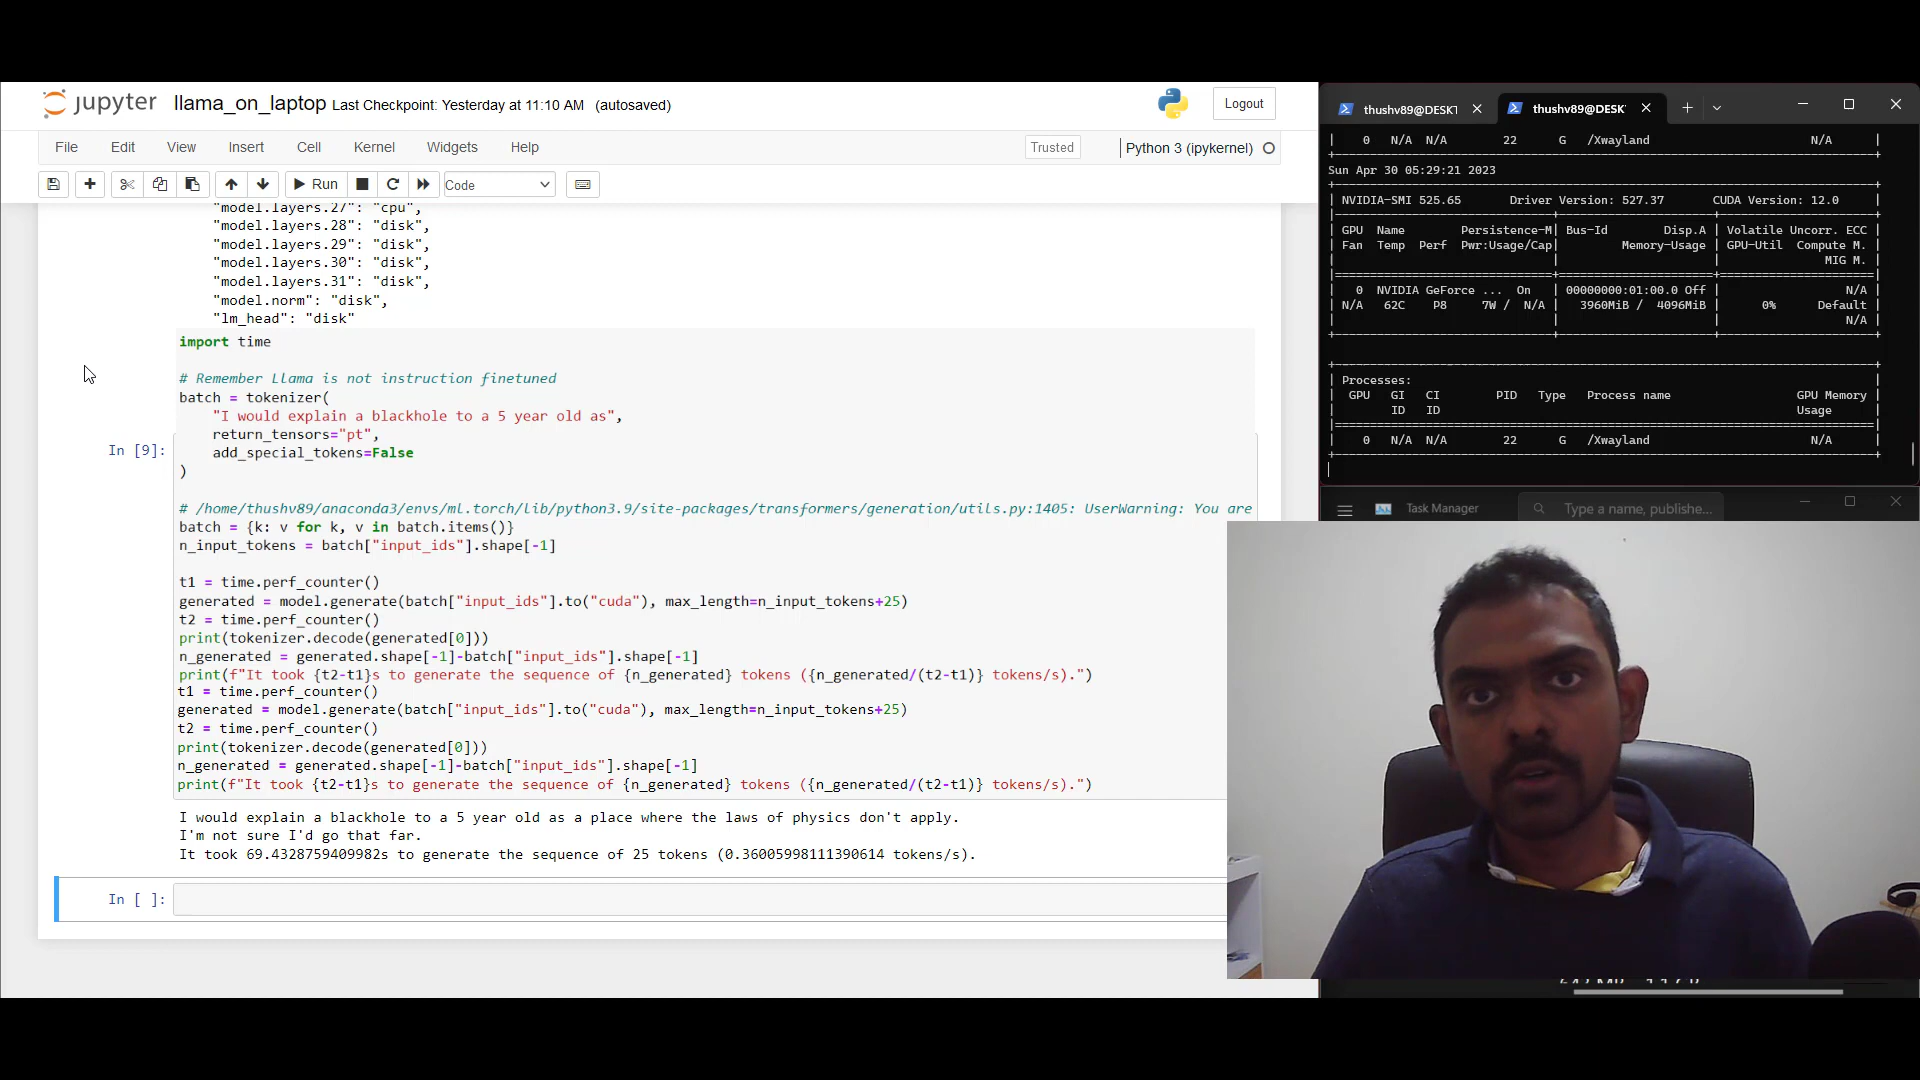 jupyter llama_on_laptop Last Checkpoint: Yesterday at 11:10 AM (autosaved)
Logout
File Edit View Insert Cell Kernel Widgets Help
Trusted
Python 3 (ipykernel)
Run
Code
"model.layers.27": "cpu",
"model.layers.28": "disk",
"model.layers.29": "disk",
"model.layers.30": "disk",
"model.layers.31": "disk",
"model.norm": "disk",
"lm_head": "disk"
import time
# Remember Llama is not instruction finetuned
batch = tokenizer(
"I would explain a blackhole to a 5 year old as",
return_tensors="pt",
In [9]:
add_special_tokens=False
)
# /home/thushv89/anaconda3/envs/ml.torch/lib/python3.9/site-packages/transformers/generation/utils.py:1405: UserWarning: You are
batch = {k: v for k, v in batch.items()}
n_input_tokens = batch["input_ids"].shape[-1]
t1 = time.perf_counter()
generated = model.generate(batch["input_ids"].to("cuda"), max_length=n_input_tokens+25)
t2 = time.perf_counter()
print(tokenizer.decode(generated[0]))
n_generated = generated.shape[-1]-batch["input_ids"].shape[-1]
print(f"It took {t2-t1}s to generate the sequence of {n_generated} tokens ({n_generated/(t2-t1)} tokens/s).")
t1 = time.perf_counter()
generated = model.generate(batch["input_ids"].to("cuda"), max_length=n_input_tokens+25)
t2 = time.perf_counter()
print(tokenizer.decode(generated[0]))
n_generated = generated.shape[-1]-batch["input_ids"].shape[-1]
print(f"It took {t2-t1}s to generate the sequence of {n_generated} tokens ({n_generated/(t2-t1)} tokens/s).")
I would explain a blackhole to a 5 year old as a place where the laws of physics don't apply.
I'm not sure I'd go that far.
It took 69.4328759409982s to generate the sequence of 25 tokens (0.36005998111390614 tokens/s).
In [ ]:
thushv89@DESKT
thushv89@DESK
0 N/A N/A 22 G /Xwayland N/A
Sun Apr 30 05:29:21 2023
NVIDIA-SMI 525.65 Driver Version: 527.37 CUDA Version: 12.0
GPU Name Persistence-M| Bus-Id Disp.A | Volatile Uncorr. ECC
Fan Temp Perf Pwr:Usage/Cap| Memory-Usage | GPU-Util Compute M.
MIG M.
0 NVIDIA GeForce ... On | 00000000:01:00.0 Off | N/A
N/A 62C P8 7W / N/A | 3960MiB / 4096MiB | 0% Default
N/A
Processes:
GPU GI CI PID Type Process name GPU Memory
ID ID Usage
0 N/A N/A 22 G /Xwayland N/A
Task Manager
Type a name, publishe...